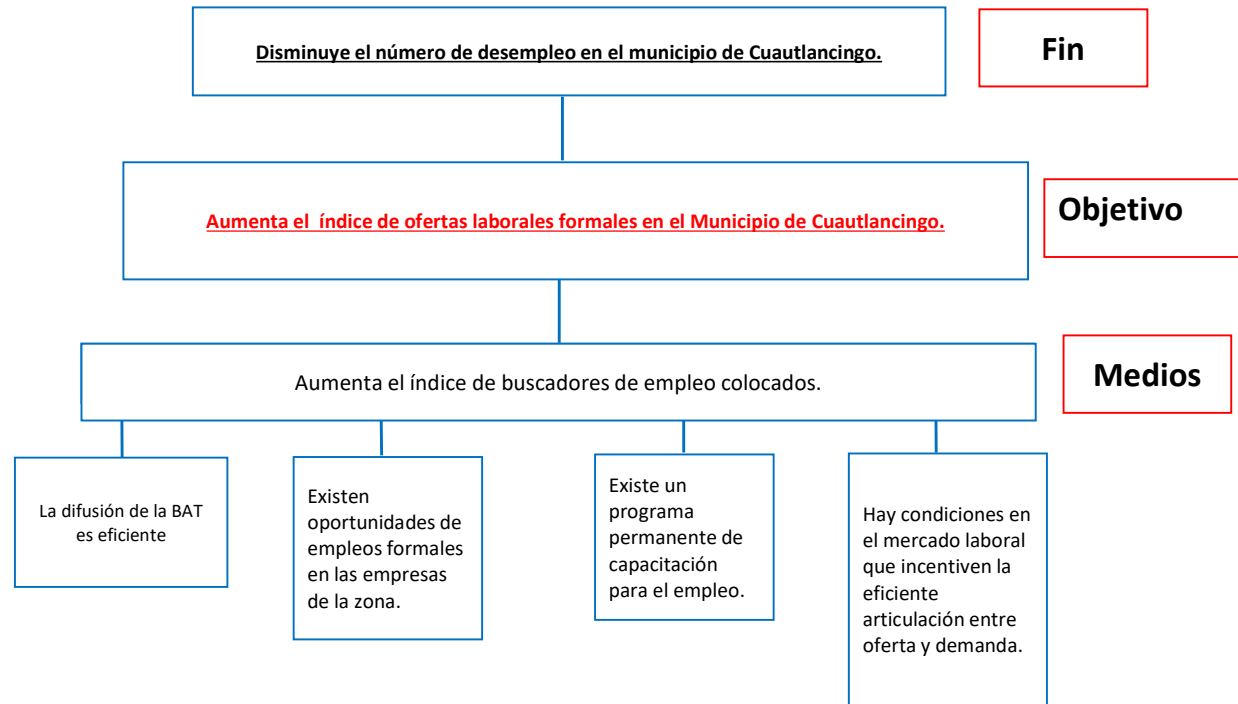 Disminuye el número de desempleo en el municipio de Cuautlancingo.
Fin
Aumenta el índice de ofertas laborales formales en el Municipio de Cuautlancingo.
Objetivo
Aumenta el índice de buscadores de empleo colocados.
Medios
La difusión de la BAT
es eficiente
Existen
oportunidades de
empleos formales
en las empresas
de la zona.
Existe un
programa
permanente de
capacitación
para el empleo.
Hay condiciones en
el mercado laboral
que incentiven la
eficiente
articulación entre
oferta y demanda.